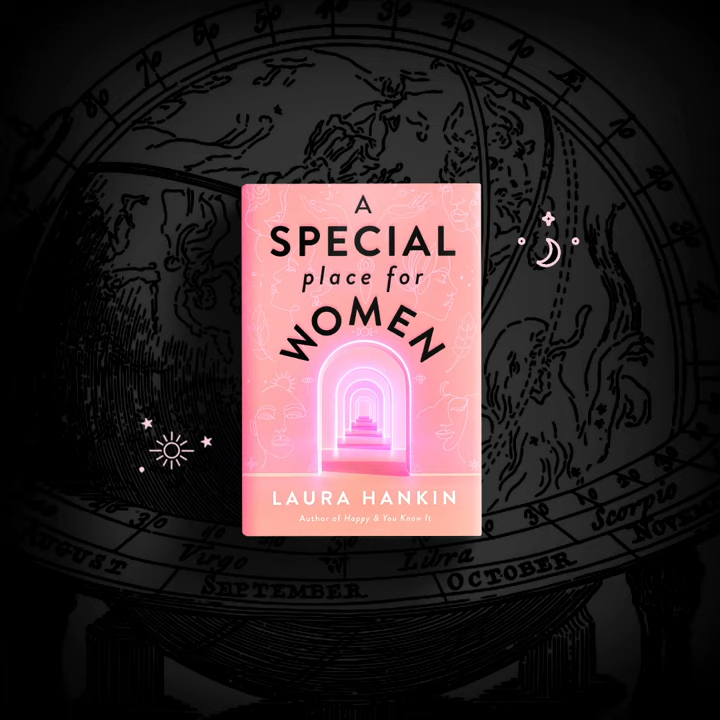 A
SPECIAL
place for
WOMEN
LAURA HANKIN
Author of Happy & You Know It
Scorpio
AUGUST
Virgo
Libra
SEPTEMBER
OCTOBER